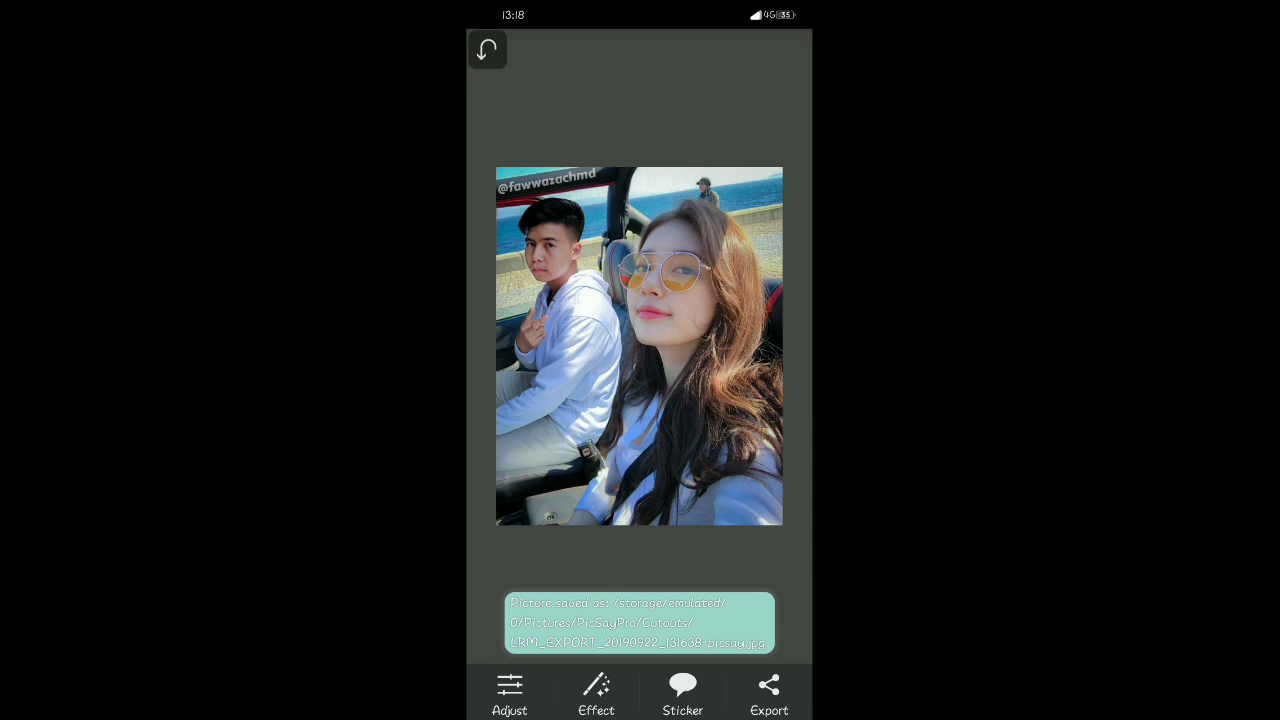 13:18
4G 35
@fawwazachmd
Picture saved as: /storage/emulated/
0/Pictures/PicSayPro/Cutouts/
LRM_EXPORT_20190922_131638-picsay.jpg
Adjust
Effect
Sticker
Export